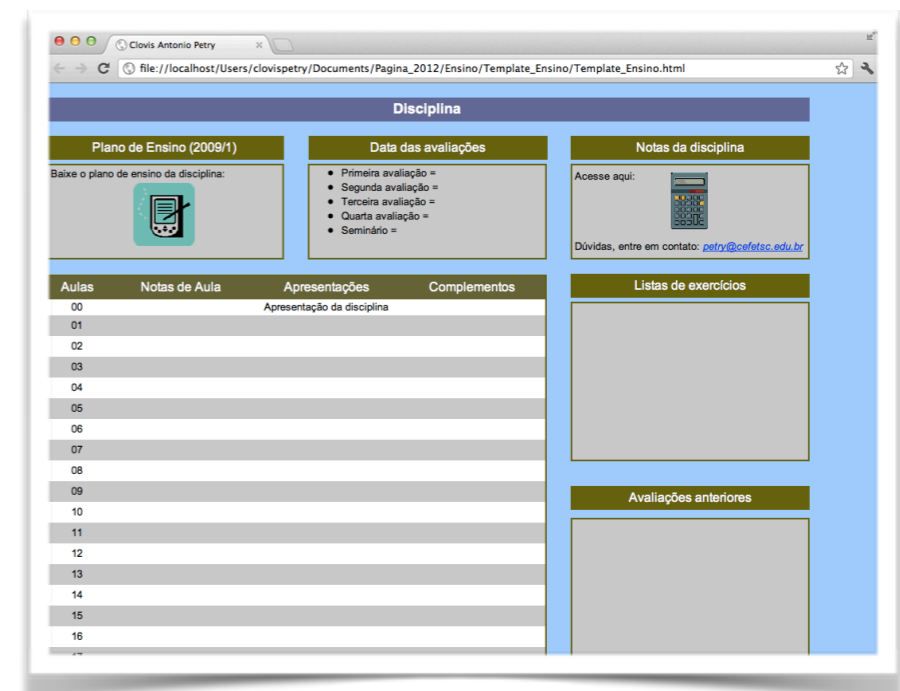 Clovis Antonio Petry
file://localhost/Users/clovispetry/Documents/Pagina_2012/Ensino/Template_Ensino/Template_Ensino.html
Disciplina
Plano de Ensino (2009/1)
Baixe o plano de ensino da disciplina:
Data das avaliações
Primeira avaliação =
Segunda avaliação =
Terceira avaliação =
Quarta avaliação =
Seminário =
Notas da disciplina
Acesse aqui:
Dúvidas, entre em contato: petry@cefetsc.edu.br
Aulas Notas de Aula Apresentações Complementos
00 Apresentação da disciplina
01
02
03
04
05
06
07
08
09
10
11
12
13
14
15
16
Listas de exercícios
Avaliações anteriores